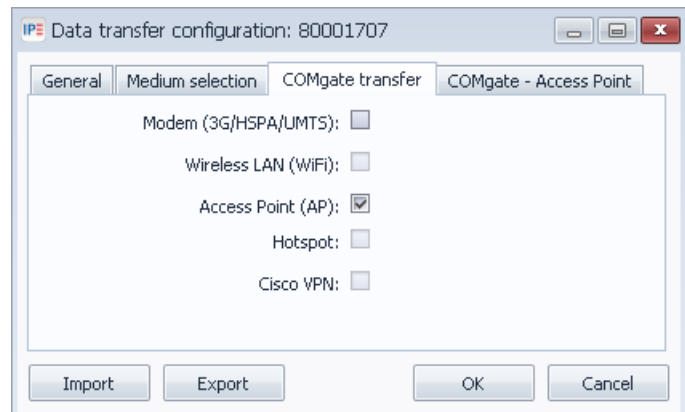 IPE Data transfer configuration: 80001707
General Medium selection COMgate transfer COMgate - Access Point
Modem (3G/HSPA/UMTS):
Wireless LAN (WiFi):
Access Point (AP):
Hotspot:
Cisco VPN:
Import Export OK Cancel